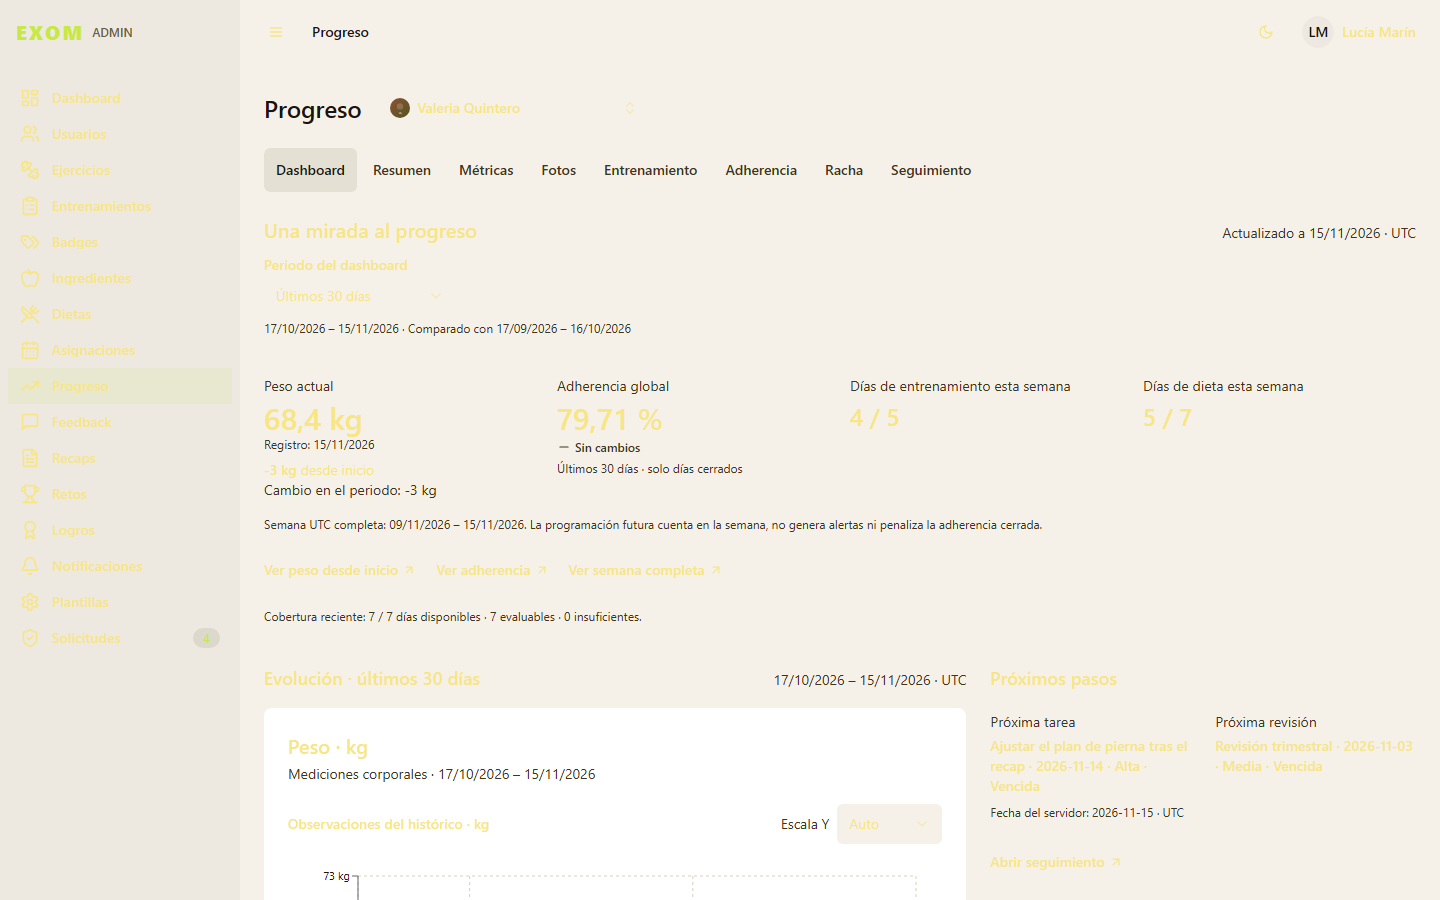 EXOM ADMIN
Progreso
LM Lucía Marín
Dashboard
Usuarios
Ejercicios
Entrenamientos
Badges
Ingredientes
Dietas
Asignaciones
Progreso
Feedback
Recaps
Retos
Logros
Notificaciones
Plantillas
Solicitudes 4
Progreso
Valeria Quintero
Dashboard Resumen Métricas Fotos Entrenamiento Adherencia Racha Seguimiento
Una mirada al progreso
Actualizado a 15/11/2026 · UTC
Periodo del dashboard
Últimos 30 días
17/10/2026 – 15/11/2026 · Comparado con 17/09/2026 – 16/10/2026
Peso actual
68,4 kg
Registro: 15/11/2026
-3 kg desde inicio
Cambio en el periodo: -3 kg
Adherencia global
79,71 %
— Sin cambios
Últimos 30 días · solo días cerrados
Días de entrenamiento esta semana
4 / 5
Días de dieta esta semana
5 / 7
Semana UTC completa: 09/11/2026 – 15/11/2026. La programación futura cuenta en la semana, no genera alertas ni penaliza la adherencia cerrada.
Ver peso desde inicio Ver adherencia Ver semana completa
Cobertura reciente: 7 / 7 días disponibles · 7 evaluables · 0 insuficientes.
Evolución · últimos 30 días
17/10/2026 – 15/11/2026 · UTC
Peso · kg
Mediciones corporales · 17/10/2026 – 15/11/2026
Observaciones del histórico · kg
Escala Y Auto
73 kg
Próximos pasos
Próxima tarea
Ajustar el plan de pierna tras el
recap · 2026-11-14 · Alta ·
Vencida
Próxima revisión
Revisión trimestral · 2026-11-03
· Media · Vencida
Fecha del servidor: 2026-11-15 · UTC
Abrir seguimiento